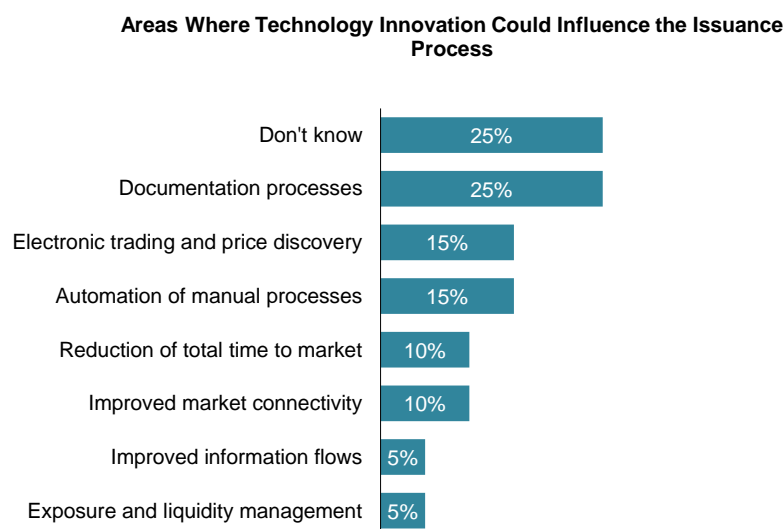 Areas Where Technology Innovation Could Influence the Issuance
Process
Don't know
25%
Documentation processes
25%
Electronic trading and price discovery
15%
Automation of manual processes
15%
Reduction of total time to market
10%
Improved market connectivity
10%
Improved information flows
5%
Exposure and liquidity management
5%